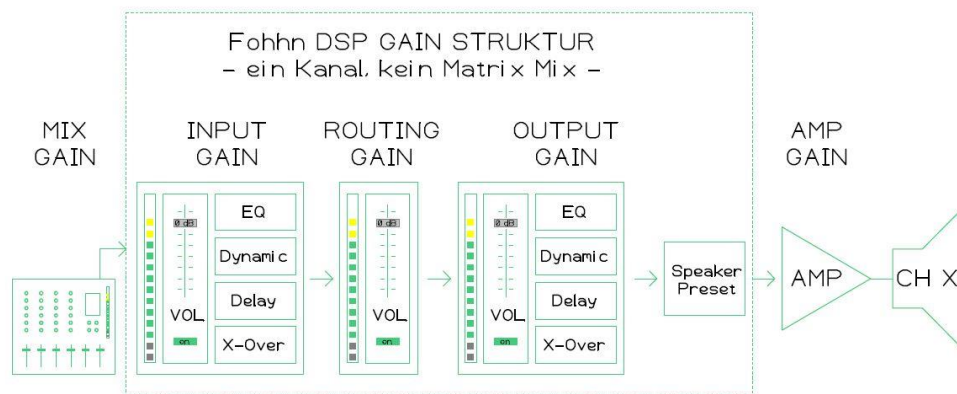 Fohhn DSP GAIN STRUKTUR
- ein Kanal, kein Matrix Mix -
MIX
GAIN
INPUT
GAIN
ROUTING
GAIN
OUTPUT
GAIN
AMP
GAIN
0 dB
VOL
on
EQ
Dynamic
Delay
X-Over
0 dB
VOL
on
0 dB
VOL
on
EQ
Dynamic
Delay
X-Over
Speaker
Preset
AMP
CH X